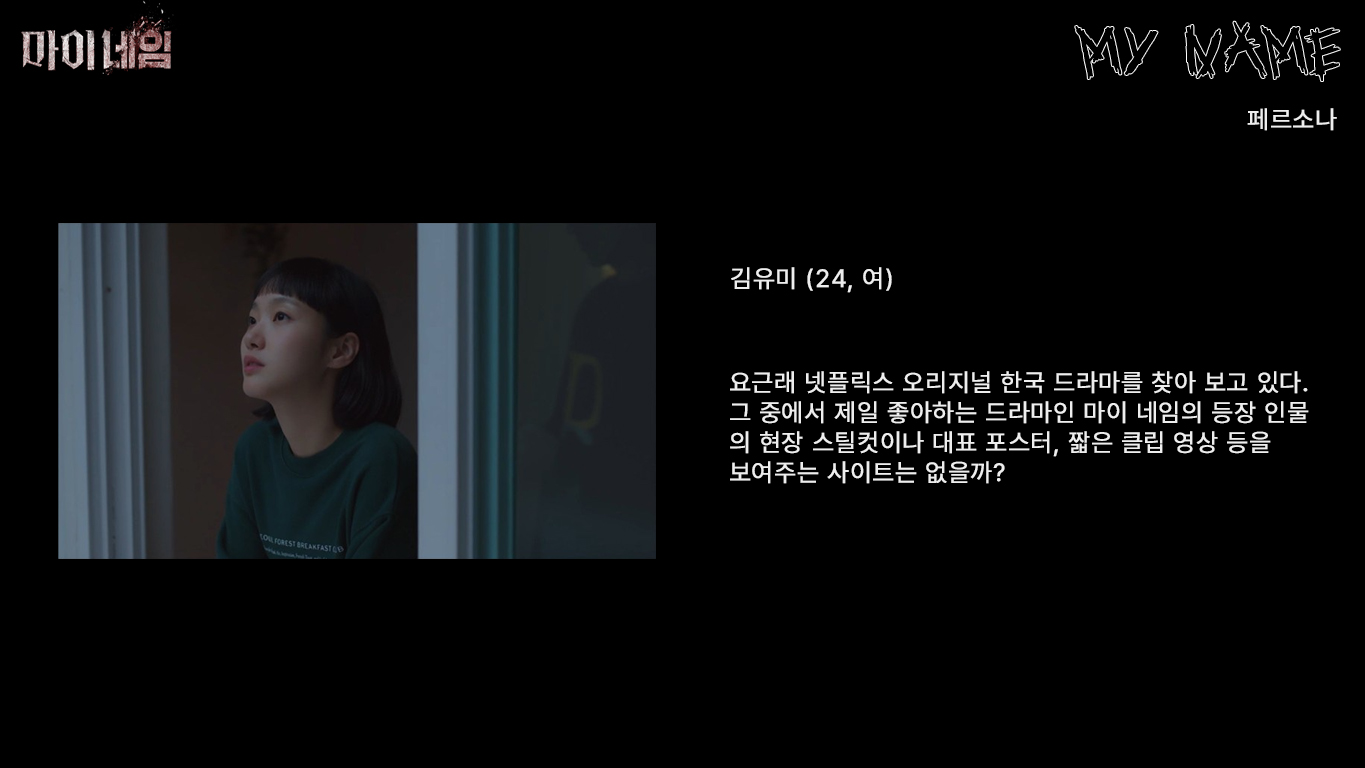 마이 네임
MY NAME
페르소나
김유미 (24, 여)
요근래 넷플릭스 오리지널 한국 드라마를 찾아 보고 있다.
그 중에서 제일 좋아하는 드라마인 마이 네임의 등장 인물
의 현장 스틸컷이나 대표 포스터, 짧은 클립 영상 등을
보여주는 사이트는 없을까?
FOREST BREAKFAST